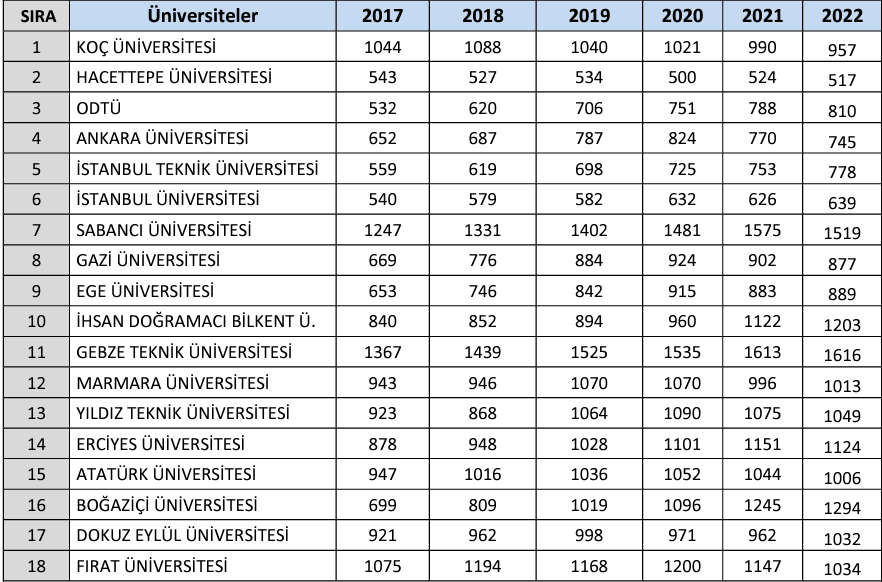 SIRA Üniversiteler 2017 2018 2019 2020 2021 2022
1 KOÇ ÜNİVERSİTESİ 1044 1088 1040 1021 990 957
2 HACETTEPE ÜNİVERSİTESİ 543 527 534 500 524 517
3 ODTÜ 532 620 706 751 788 810
4 ANKARA ÜNİVERSİTESİ 652 687 787 824 770 745
5 İSTANBUL TEKNİK ÜNİVERSİTESİ 559 619 698 725 753 778
6 İSTANBUL ÜNİVERSİTESİ 540 579 582 632 626 639
7 SABANCI ÜNİVERSİTESİ 1247 1331 1402 1481 1575 1519
8 GAZİ ÜNİVERSİTESİ 669 776 884 924 902 877
9 EGE ÜNİVERSİTESİ 653 746 842 915 883 889
10 İHSAN DOĞRAMACI BİLKENT Ü. 840 852 894 960 1122 1203
11 GEBZE TEKNİK ÜNİVERSİTESİ 1367 1439 1525 1535 1613 1616
12 MARMARA ÜNİVERSİTESİ 943 946 1070 1070 996 1013
13 YILDIZ TEKNİK ÜNİVERSİTESİ 923 868 1064 1090 1075 1049
14 ERCİYES ÜNİVERSİTESİ 878 948 1028 1101 1151 1124
15 ATATÜRK ÜNİVERSİTESİ 947 1016 1036 1052 1044 1006
16 BOĞAZİÇİ ÜNİVERSİTESİ 699 809 1019 1096 1245 1294
17 DOKUZ EYLÜL ÜNİVERSİTESİ 921 962 998 971 962 1032
18 FIRAT ÜNİVERSİTESİ 1075 1194 1168 1200 1147 1034